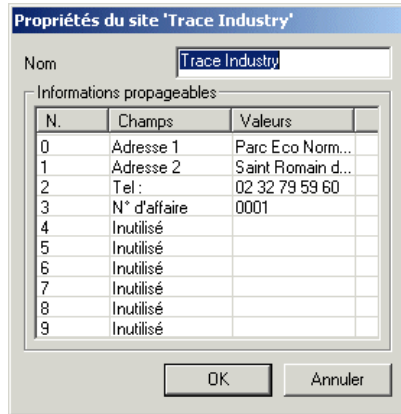 Propriétés du site 'Trace Industry'
Nom Trace Industry
Informations propageables
N. Champs Valeurs
0 Adresse 1 Parc Eco Norm...
1 Adresse 2 Saint Romain d...
2 Tel : 02 32 79 59 60
3 N° d'affaire 0001
4 Inutilisé
5 Inutilisé
6 Inutilisé
7 Inutilisé
8 Inutilisé
9 Inutilisé
OK Annuler